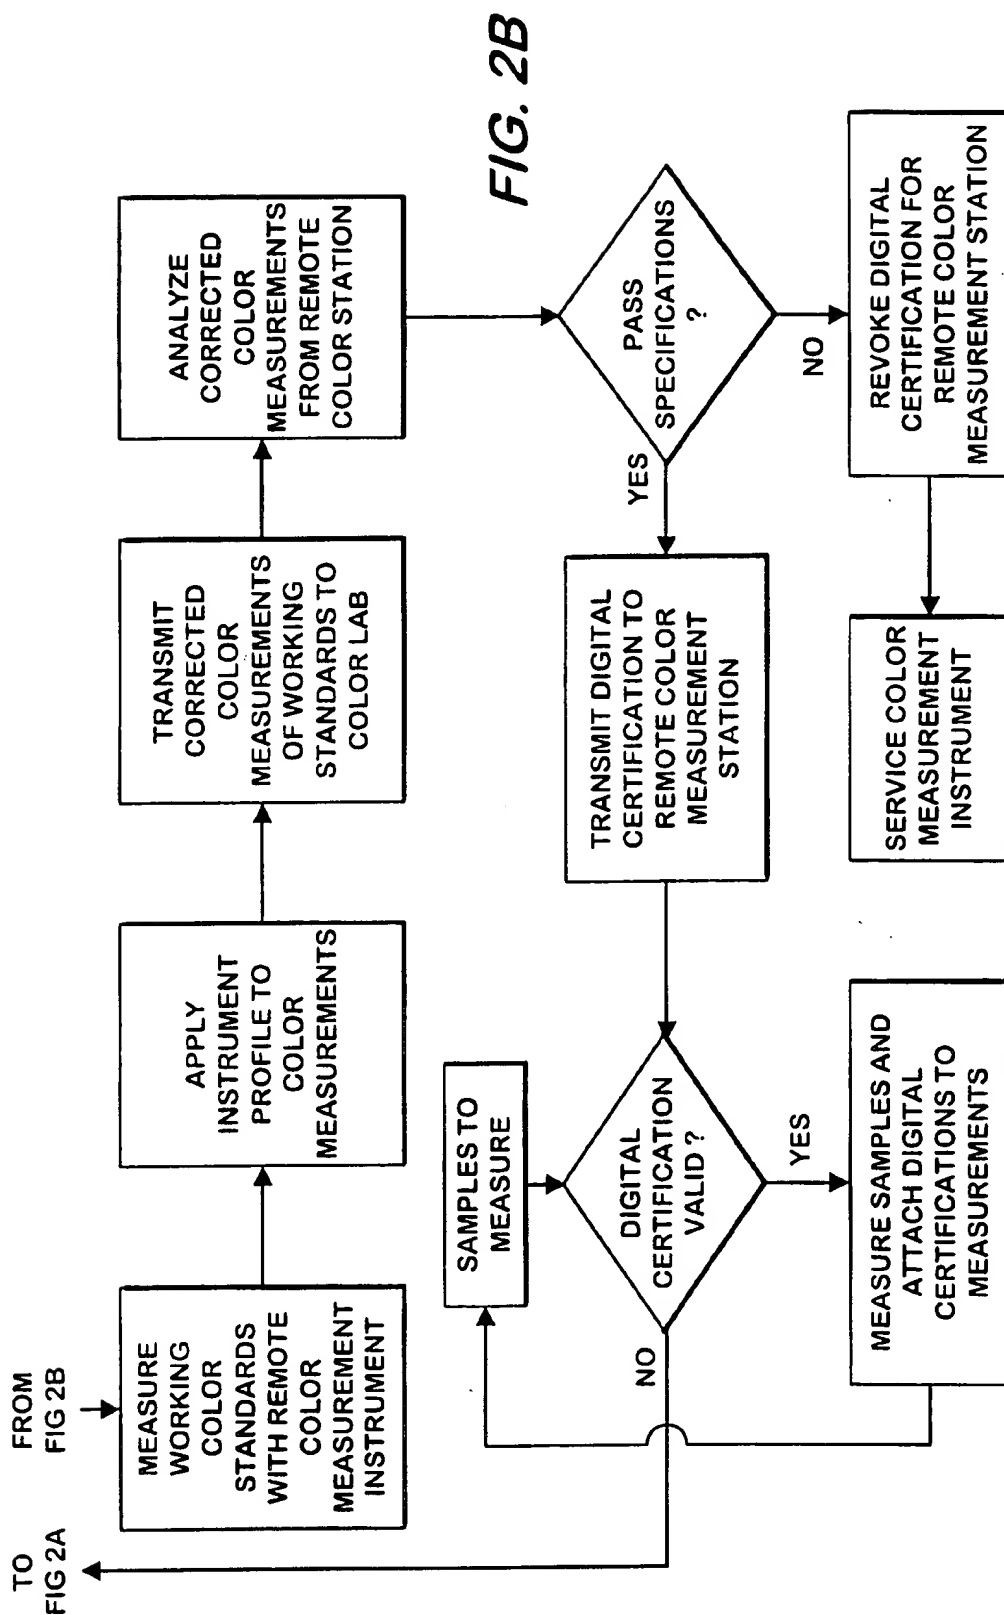 TO
FIG 2A
FROM
FIG 2B
MEASURE
WORKING
COLOR
STANDARDS
WITH REMOTE
COLOR
MEASUREMENT
INSTRUMENT
APPLY
INSTRUMENT
PROFILE TO
COLOR
MEASUREMENTS
TRANSMIT
CORRECTED
COLOR
MEASUREMENTS
OF WORKING
STANDARDS TO
COLOR LAB
ANALYZE
CORRECTED
COLOR
MEASUREMENTS
FROM REMOTE
COLOR STATION
FIG. 2B
SAMPLES TO
MEASURE
NO
DIGITAL
CERTIFICATION
VALID?
YES
TRANSMIT DIGITAL
CERTIFICATION TO
REMOTE COLOR
MEASUREMENT
STATION
YES
PASS
SPECIFICATIONS
?
NO
MEASURE SAMPLES AND
ATTACH DIGITAL
CERTIFICATIONS TO
MEASUREMENTS
SERVICE COLOR
MEASUREMENT
INSTRUMENT
REVOKE DIGITAL
CERTIFICATION FOR
REMOTE COLOR
MEASUREMENT STATION